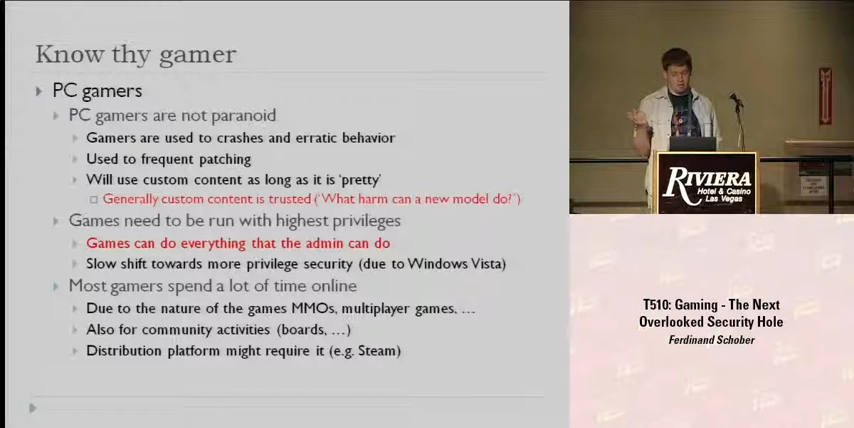 Know thy gamer
PC gamers
PC gamers are not paranoid
Gamers are used to crashes and erratic behavior
Used to frequent patching
Will use custom content as long as it is 'pretty'
Generally custom content is trusted ('What harm can a new model do?')
Games need to be run with highest privileges
Games can do everything that the admin can do
Slow shift towards more privilege security (due to Windows Vista)
Most gamers spend a lot of time online
Due to the nature of the games MMOs, multiplayer games, …
Also for community activities (boards, …)
Distribution platform might require it (e.g. Steam)
RIVIERA
Hotel & Casino
Las Vegas
T510: Gaming - The Next
Overlooked Security Hole
Ferdinand Schober